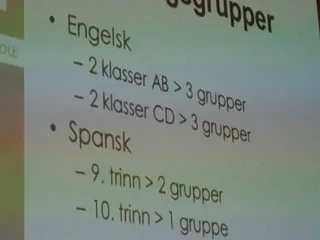 • Engelsk
– 2 klasser AB > 3 grupper
– 2 klasser CD > 3 grupper
• Spansk
– 9. trinn > 2 grupper
– 10. trinn > 1 gruppe